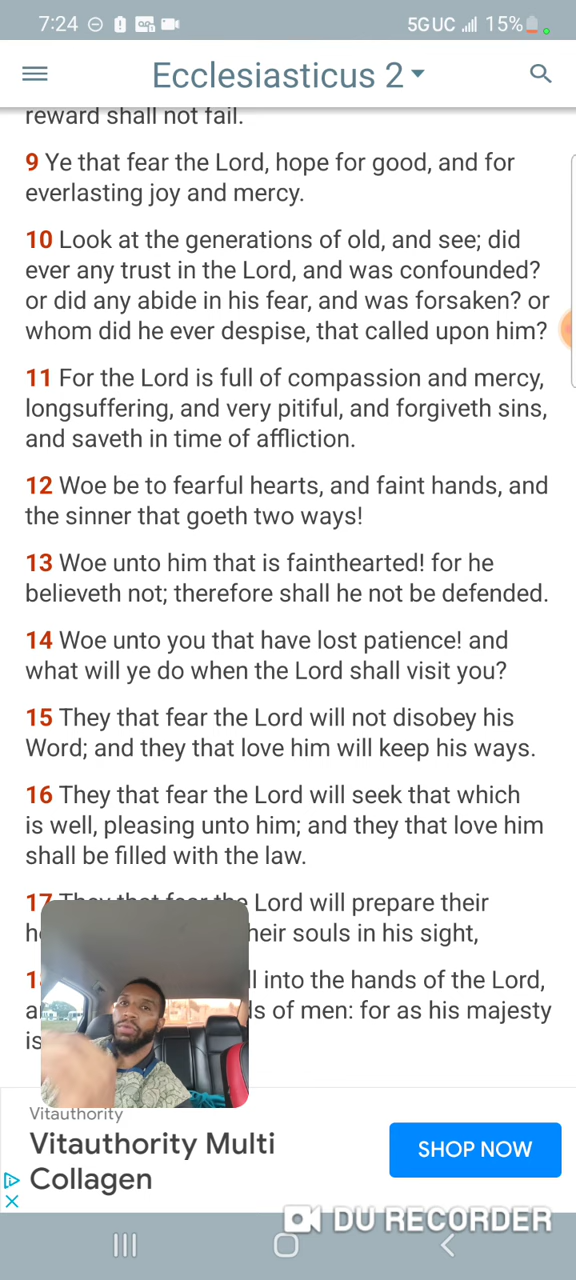 7:24 5G UC 15%
Ecclesiasticus 2
reward shall not fail.
9 Ye that fear the Lord, hope for good, and for
everlasting joy and mercy.
10 Look at the generations of old, and see; did
ever any trust in the Lord, and was confounded?
or did any abide in his fear, and was forsaken? or
whom did he ever despise, that called upon him?
11 For the Lord is full of compassion and mercy,
longsuffering, and very pitiful, and forgiveth sins,
and saveth in time of affliction.
12 Woe be to fearful hearts, and faint hands, and
the sinner that goeth two ways!
13 Woe unto him that is fainthearted! for he
believeth not; therefore shall he not be defended.
14 Woe unto you that have lost patience! and
what will ye do when the Lord shall visit you?
15 They that fear the Lord will not disobey his
Word; and they that love him will keep his ways.
16 They that fear the Lord will seek that which
is well, pleasing unto him; and they that love him
shall be filled with the law.
17 They that fear the Lord will prepare their
their souls in his sight,
into the hands of the Lord,
of men: for as his majesty
is
Vitauthority
Vitauthority Multi
Collagen
SHOP NOW
DU RECORDER